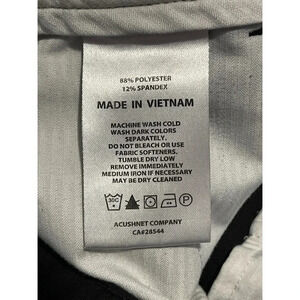 88% POLYESTER
12% SPANDEX
MADE IN VIETNAM
MACHINE WASH COLD
WASH DARK COLORS
SEPARATELY.
DO NOT BLEACH OR USE
FABRIC SOFTENERS.
TUMBLE DRY LOW
REMOVE IMMEDIATELY
MEDIUM IRON IF NECESSARY
MAY BE DRY CLEANED
30C
P
ACUSHNET COMPANY
CA#28544